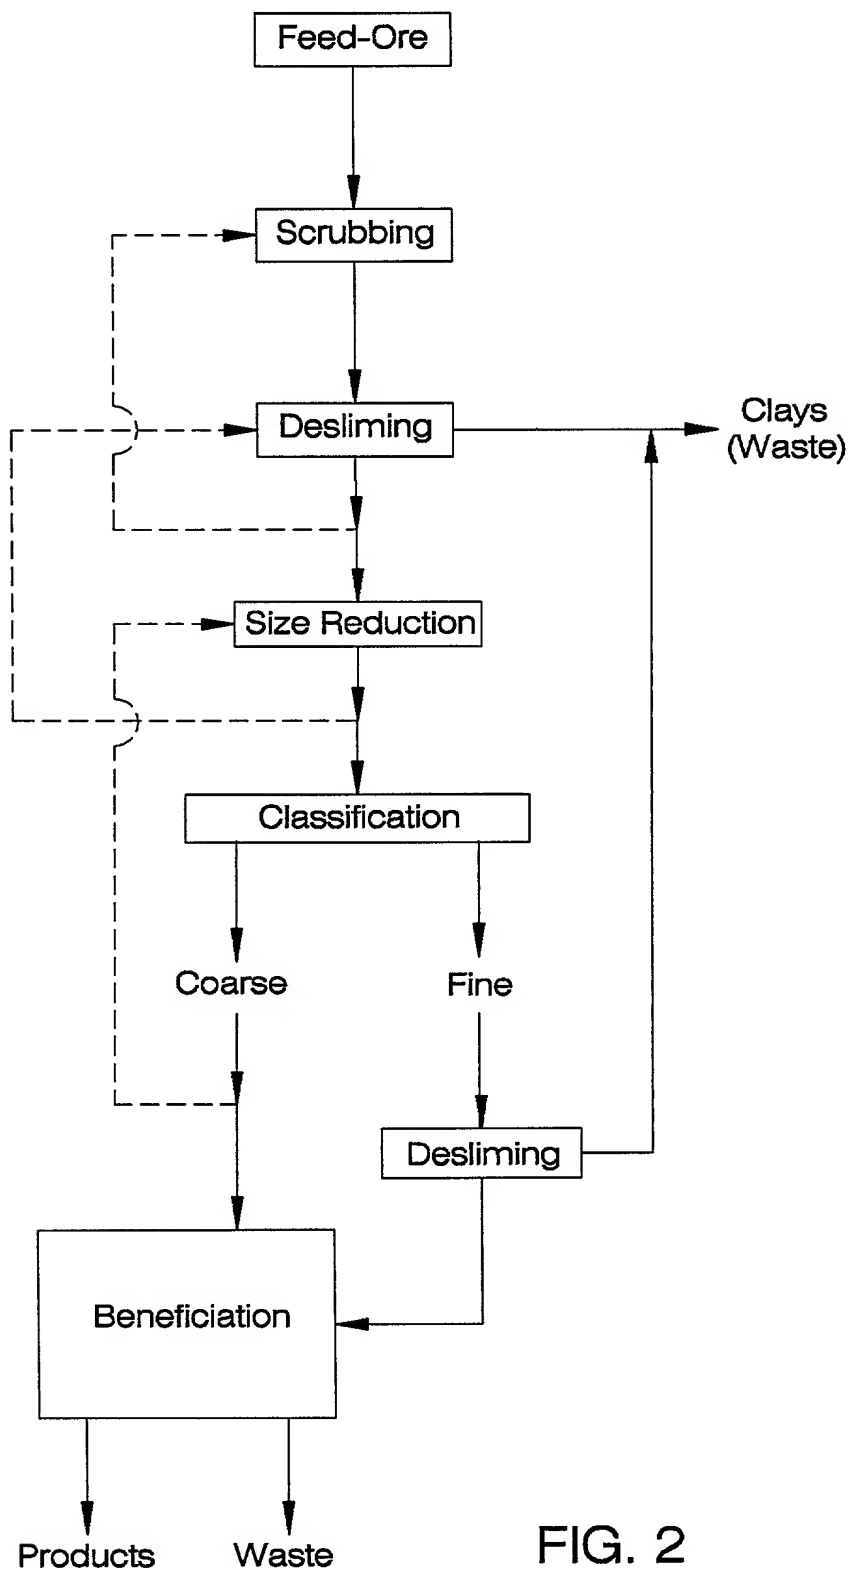 Feed-Ore
Scrubbing
Desliming
Clays
(Waste)
Size Reduction
Classification
Coarse
Fine
Desliming
Beneficiation
Products
Waste
FIG. 2